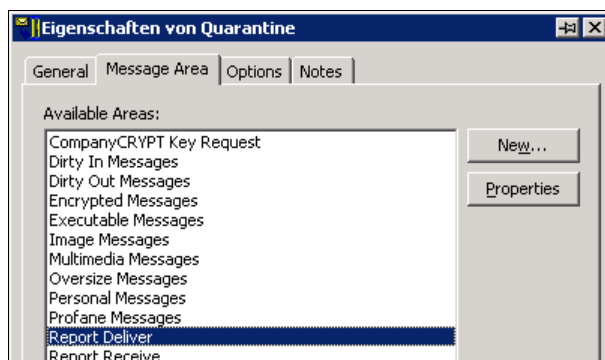 Eigenschaften von Quarantine
General Message Area Options Notes
Available Areas:
CompanyCRYPT Key Request
Dirty In Messages
Dirty Out Messages
Encrypted Messages
Executable Messages
Image Messages
Multimedia Messages
Oversize Messages
Personal Messages
Profane Messages
Report Deliver
Report Receive
New...
Properties